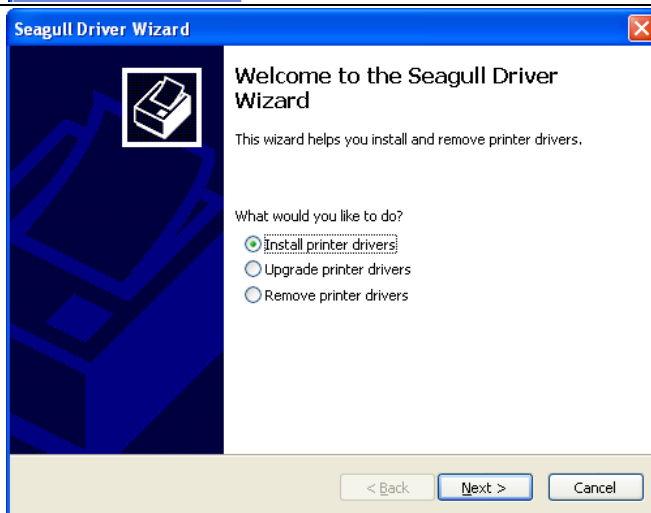 Seagull Driver Wizard
Welcome to the Seagull Driver
Wizard
This wizard helps you install and remove printer drivers.
What would you like to do?
Install printer drivers
Upgrade printer drivers
Remove printer drivers
< Back
Next >
Cancel